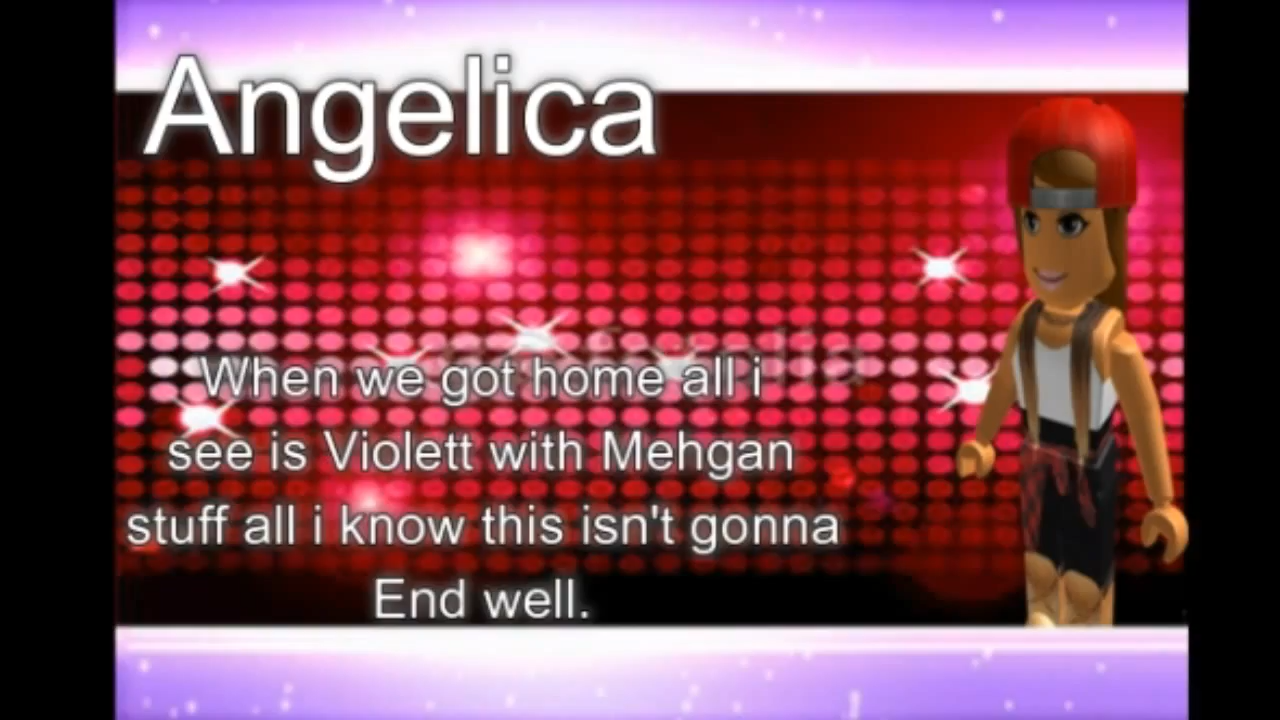 Angelica
When we got home all i
see is Violett with Mehgan
stuff all i know this isn't gonna
End well.